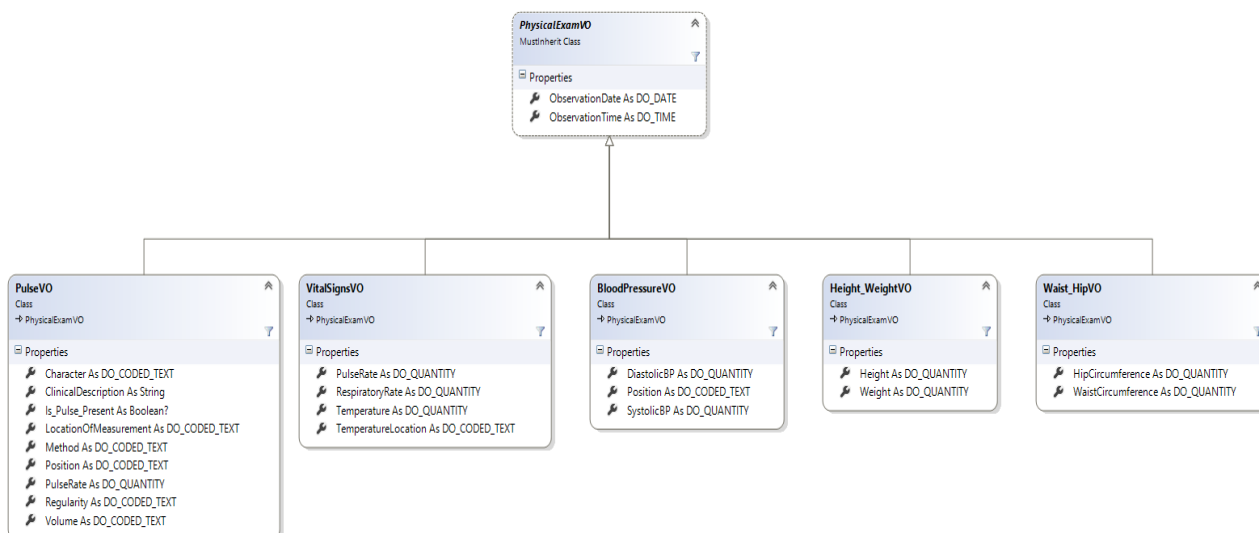 PhysicalExamVO
MustInherit Class
Properties
ObservationDate As DO_DATE
ObservationTime As DO_TIME
PulseVO
Class
PhysicalExamVO
Properties
Character As DO_CODED_TEXT
ClinicalDescription As String
Is_Pulse_Present As Boolean?
LocationOfMeasurement As DO_CODED_TEXT
Method As DO_CODED_TEXT
Position As DO_CODED_TEXT
PulseRate As DO_QUANTITY
Regularity As DO_CODED_TEXT
Volume As DO_CODED_TEXT
VitalSignsVO
Class
PhysicalExamVO
Properties
PulseRate As DO_QUANTITY
RespiratoryRate As DO_QUANTITY
Temperature As DO_QUANTITY
TemperatureLocation As DO_CODED_TEXT
BloodPressureVO
Class
PhysicalExamVO
Properties
DiastolicBP As DO_QUANTITY
Position As DO_CODED_TEXT
SystolicBP As DO_QUANTITY
Height_WeightVO
Class
PhysicalExamVO
Properties
Height As DO_QUANTITY
Weight As DO_QUANTITY
Waist_HipVO
Class
PhysicalExamVO
Properties
HipCircumference As DO_QUANTITY
WaistCircumference As DO_QUANTITY